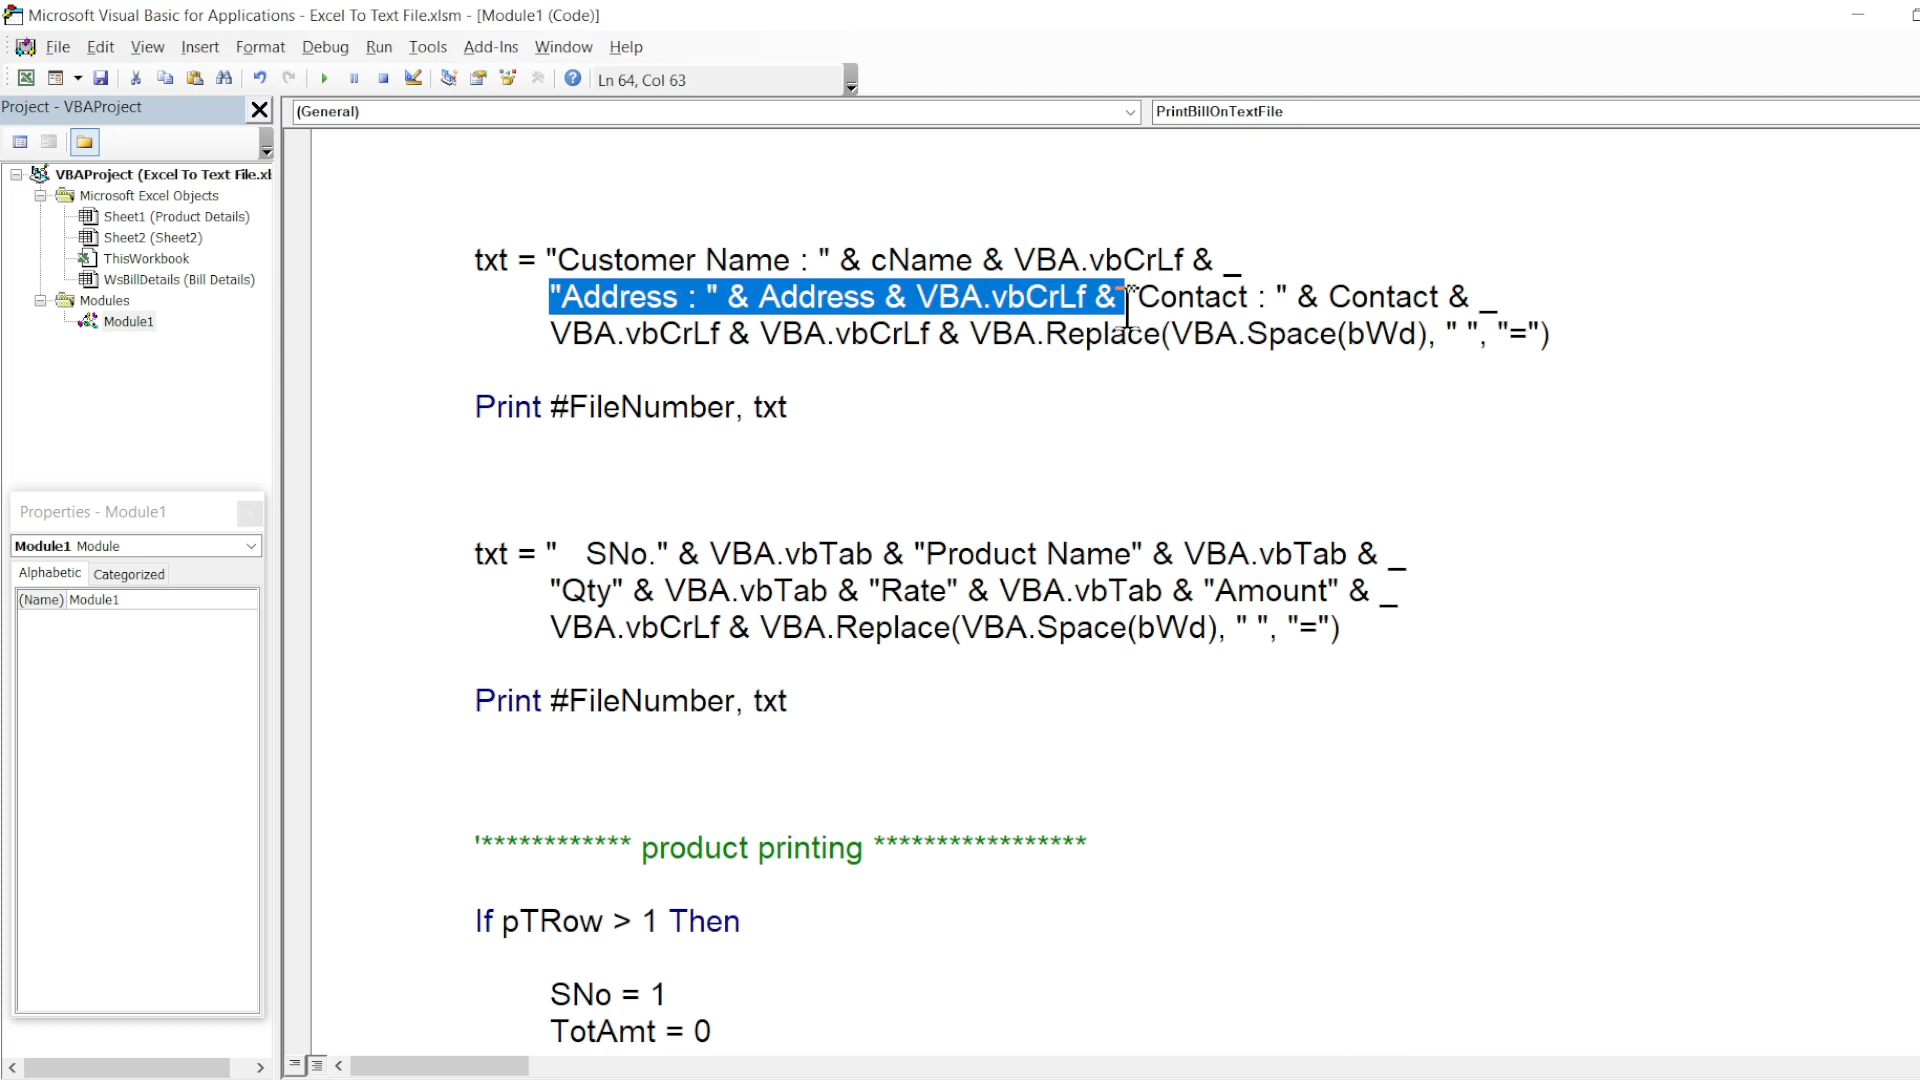 Microsoft Visual Basic for Applications - Excel To Text File.xlsm - [Module1 (Code)]
File Edit View Insert Format Debug Run Tools Add-Ins Window Help
Ln 64, Col 63
Project - VBAProject
(General)
PrintBillOnTextFile
VBAProject (Excel To Text File.xl
Microsoft Excel Objects
Sheet1 (Product Details)
Sheet2 (Sheet2)
ThisWorkbook
WsBillDetails (Bill Details)
Modules
Module1
Properties - Module1
Module1 Module
Alphabetic Categorized
(Name) Module1
txt = "Customer Name : " & cName & VBA.vbCrLf & _
"Address : " & Address & VBA.vbCrLf & "Contact : " & Contact & _
VBA.vbCrLf & VBA.vbCrLf & VBA.Replace(VBA.Space(bWd), " ", "=")
Print #FileNumber, txt
txt = "   SNo." & VBA.vbTab & "Product Name" & VBA.vbTab & _
"Qty" & VBA.vbTab & "Rate" & VBA.vbTab & "Amount" & _
VBA.vbCrLf & VBA.Replace(VBA.Space(bWd), " ", "=")
Print #FileNumber, txt
'************ product printing *****************
If pTRow > 1 Then
SNo = 1
TotAmt = 0